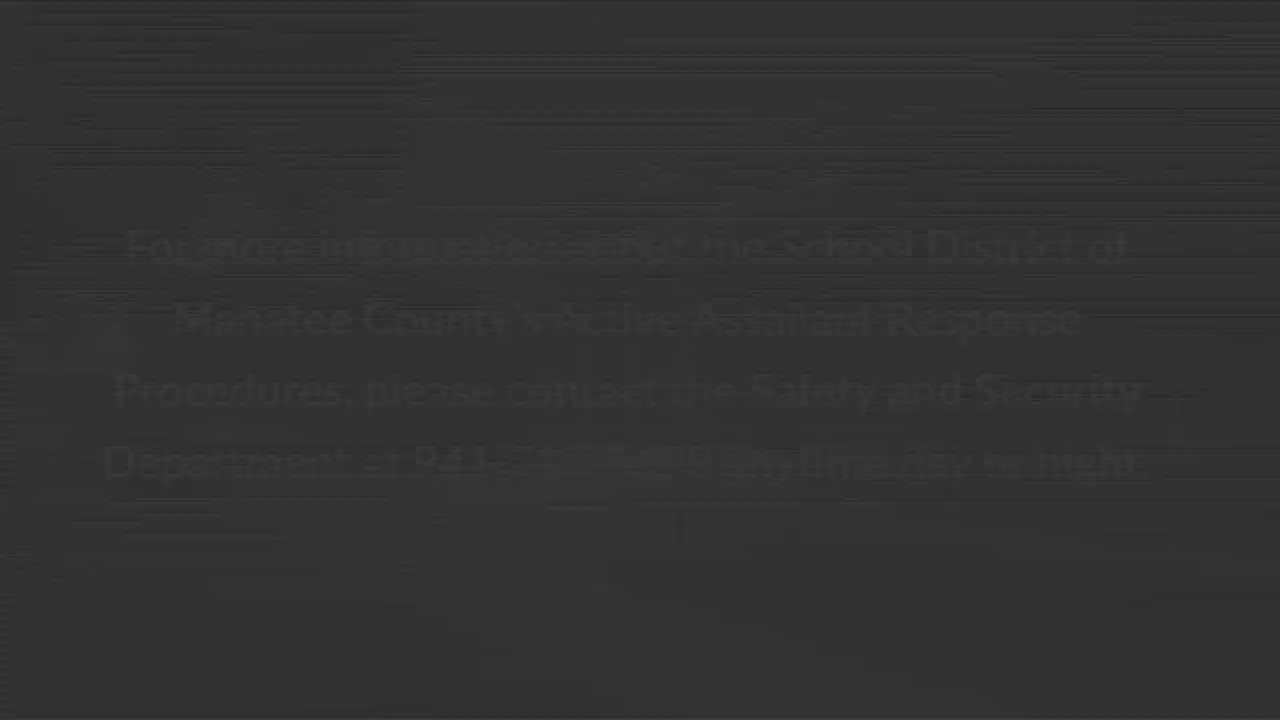 For more information about the School District of
Manatee County's Active Assailant Response
Procedures, please contact the Safety and Security
Department at 941- anytime, day or night.